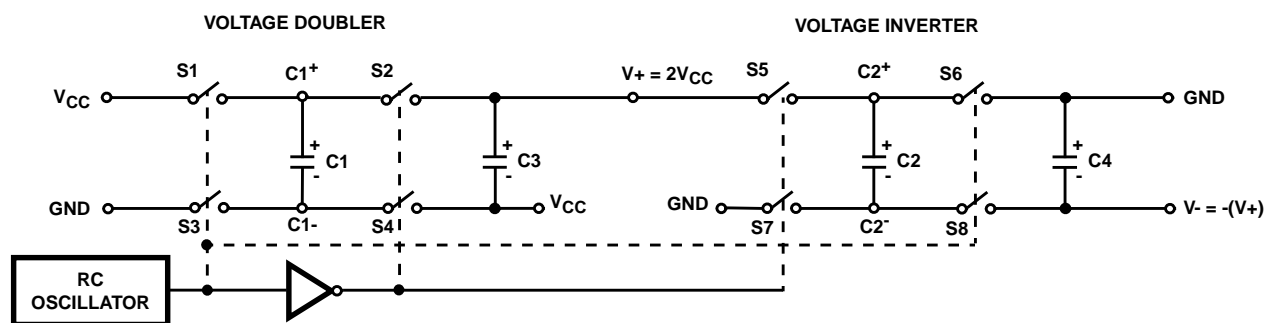 VOLTAGE DOUBLER
VOLTAGE INVERTER
S1
C1+
S2
V+ = 2VCC
S5
C2+
S6
VCC
GND
+
C1
-
+
C3
-
+
C2
-
+
C4
-
GND
S3
C1-
S4
VCC
GND
S7
C2-
S8
V- = -(V+)
RC
OSCILLATOR